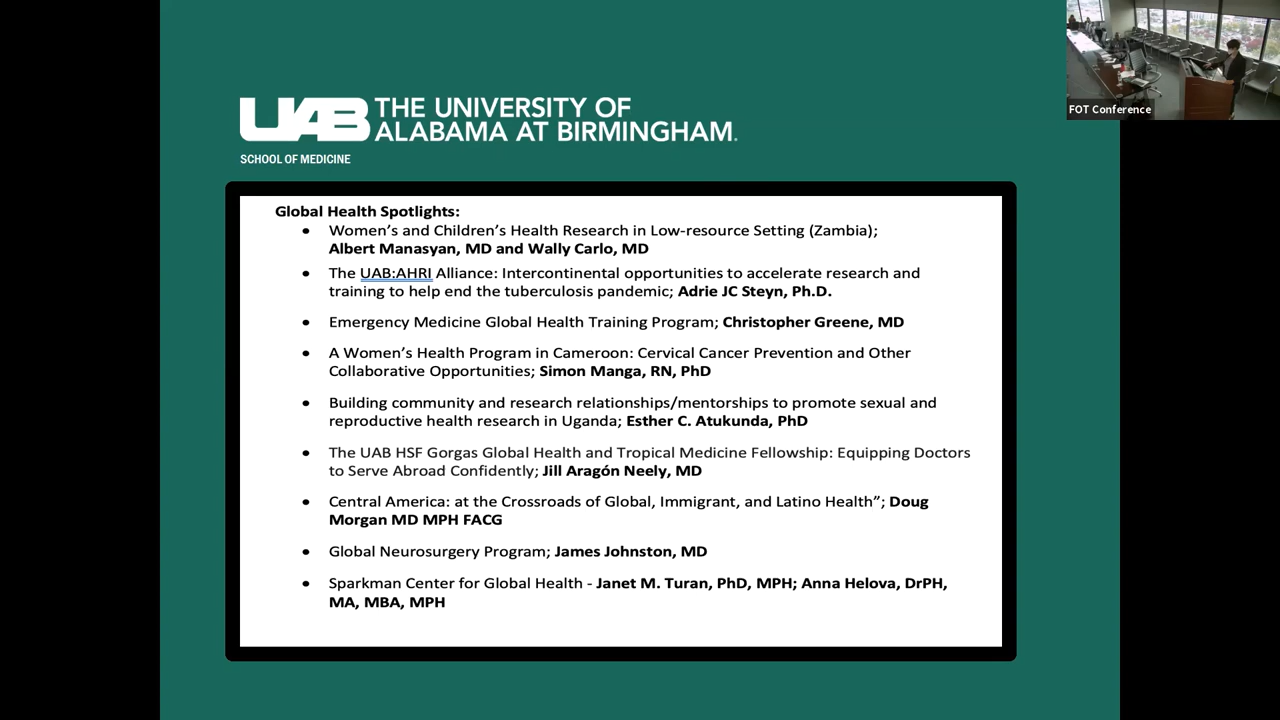 UAB THE UNIVERSITY OF
ALABAMA AT BIRMINGHAM.
SCHOOL OF MEDICINE
FOT Conference
Global Health Spotlights:
• Women's and Children's Health Research in Low-resource Setting (Zambia);
Albert Manasyan, MD and Wally Carlo, MD
• The UAB:AHRI Alliance: Intercontinental opportunities to accelerate research and
training to help end the tuberculosis pandemic; Adrie JC Steyn, Ph.D.
• Emergency Medicine Global Health Training Program; Christopher Greene, MD
• A Women's Health Program in Cameroon: Cervical Cancer Prevention and Other
Collaborative Opportunities; Simon Manga, RN, PhD
• Building community and research relationships/mentorships to promote sexual and
reproductive health research in Uganda; Esther C. Atukunda, PhD
• The UAB HSF Gorgas Global Health and Tropical Medicine Fellowship: Equipping Doctors
to Serve Abroad Confidently; Jill Aragón Neely, MD
• Central America: at the Crossroads of Global, Immigrant, and Latino Health”; Doug
Morgan MD MPH FACG
• Global Neurosurgery Program; James Johnston, MD
• Sparkman Center for Global Health - Janet M. Turan, PhD, MPH; Anna Helova, DrPH,
MA, MBA, MPH